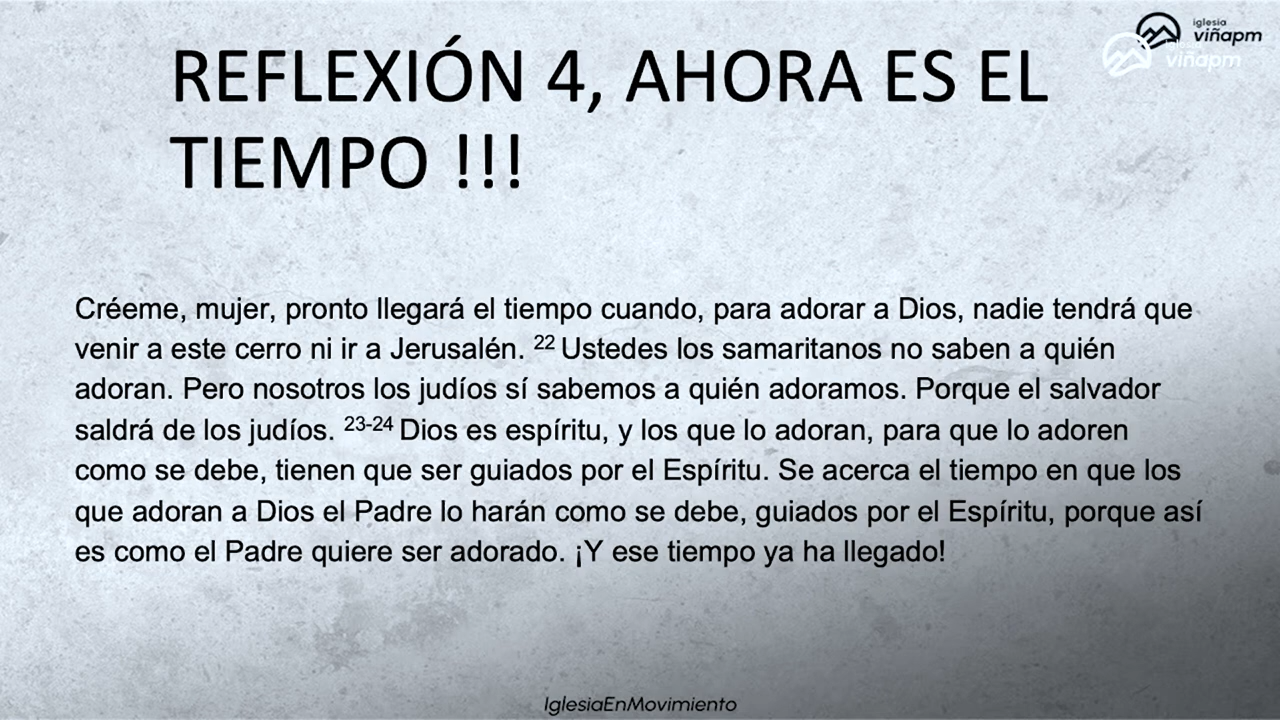 iglesia
viñapm
iglesia
viñapm
REFLEXIÓN 4, AHORA ES EL
TIEMPO !!!
Créeme, mujer, pronto llegará el tiempo cuando, para adorar a Dios, nadie tendrá que
venir a este cerro ni ir a Jerusalén. 22 Ustedes los samaritanos no saben a quién
adoran. Pero nosotros los judíos sí sabemos a quién adoramos. Porque el salvador
saldrá de los judíos. 23-24 Dios es espíritu, y los que lo adoran, para que lo adoren
como se debe, tienen que ser guiados por el Espíritu. Se acerca el tiempo en que los
que adoran a Dios el Padre lo harán como se debe, guiados por el Espíritu, porque así
es como el Padre quiere ser adorado. ¡Y ese tiempo ya ha llegado!
IglesiaEnMovimiento